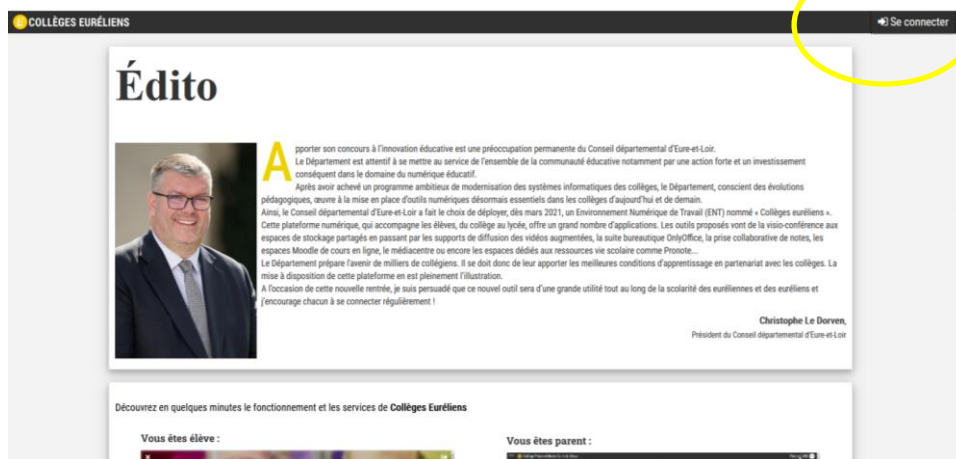 COLLÈGES EURÉLIENS
Se connecter
Édito
Apporter son concours à l'innovation éducative est une préoccupation permanente du Conseil départemental d'Eure-et-Loir.
Le Département est attentif à se mettre au service de l'ensemble de la communauté éducative notamment par une action forte et un investissement
conséquent dans le domaine du numérique éducatif.
Après avoir achevé un programme ambitieux de modernisation des systèmes informatiques des collèges, le Département, conscient des évolutions
pédagogiques, œuvre à la mise en place d'outils numériques désormais essentiels dans les collèges d'aujourd'hui et de demain.
Ainsi, le Conseil départemental d'Eure-et-Loir a fait le choix de déployer, dès mars 2021, un Environnement Numérique de Travail (ENT) nommé « Collèges euréliens ».
Cette plateforme numérique, qui accompagne les élèves, du collège au lycée, offre un grand nombre d'applications. Les outils proposés vont de la visio-conférence aux
espaces de stockage partagés en passant par les supports de diffusion des vidéos augmentées, la suite bureautique OnlyOffice, la prise collaborative de notes, les
espaces Moodle de cours en ligne, le médiacentre ou encore les espaces dédiés aux ressources vie scolaire comme Pronote...
Le Département prépare l'avenir de milliers de collégiens. Il se doit donc de leur apporter les meilleures conditions d'apprentissage en partenariat avec les collèges. La
mise à disposition de cette plateforme en est pleinement l'illustration.
A l'occasion de cette nouvelle rentrée, je suis persuadé que ce nouvel outil sera d'une grande utilité tout au long de la scolarité des euréliennes et des euréliens et
j'encourage chacun à se connecter régulièrement !
Christophe Le Dorven,
Président du Conseil départemental d'Eure-et-Loir
Découvrez en quelques minutes le fonctionnement et les services de Collèges Euréliens
Vous êtes élève :
Vous êtes parent :